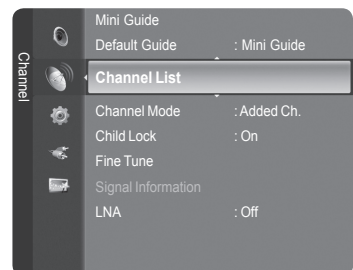 Channel
Mini Guide
Default Guide : Mini Guide
Channel List
Channel Mode : Added Ch.
Child Lock : On
Fine Tune
Signal Information
LNA : Off